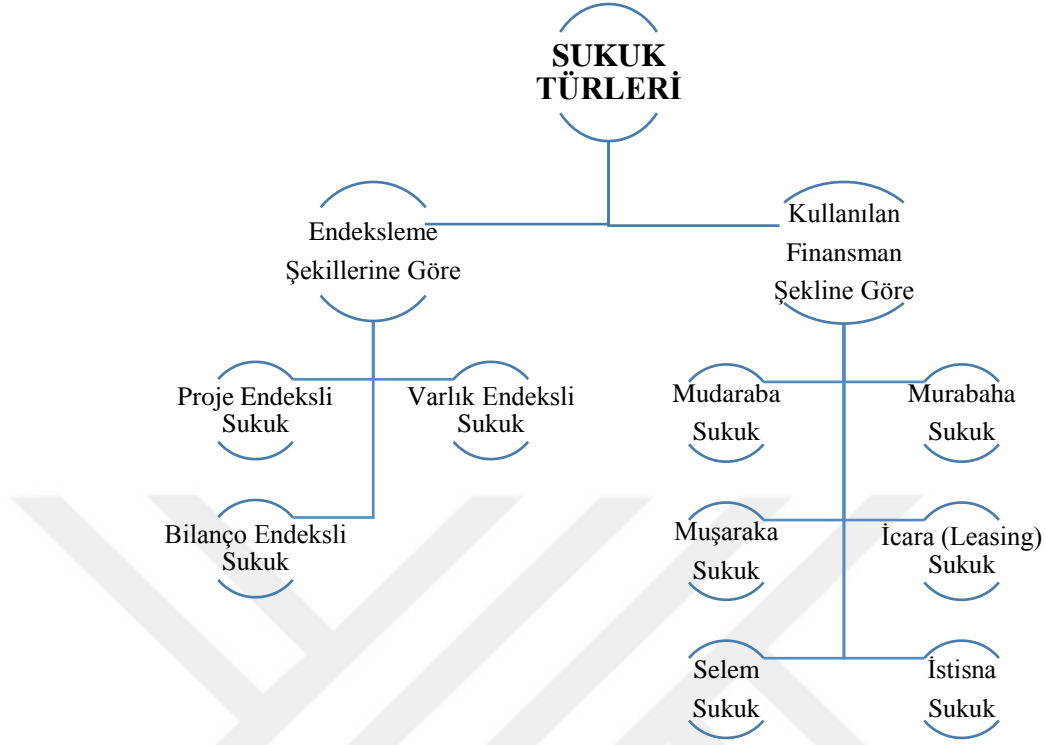 SUKUK
TÜRLERİ
Endeksleme
Şekillerine Göre
Kullanılan
Finansman
Şekline Göre
Proje Endeksli
Sukuk
Varlık Endeksli
Sukuk
Bilanço Endeksli
Sukuk
Mudaraba
Sukuk
Murabaha
Sukuk
Muşaraka
Sukuk
İcara (Leasing)
Sukuk
Selem
Sukuk
İstisna
Sukuk